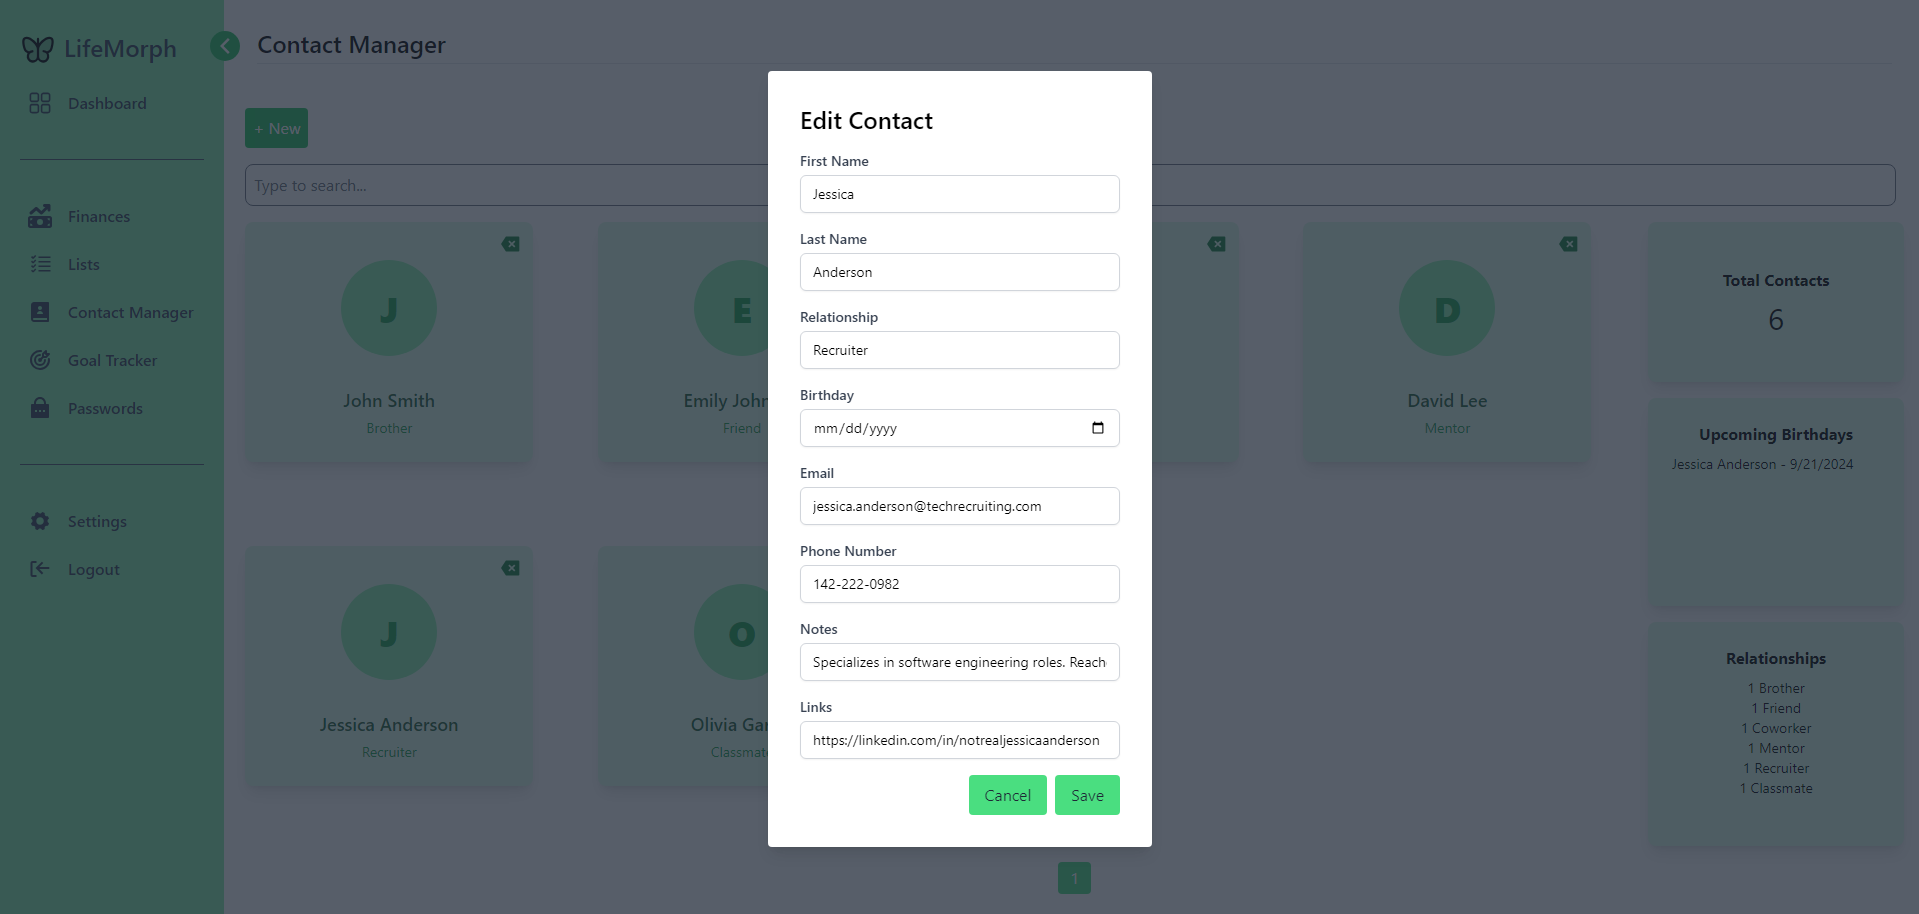 LifeMorph
Contact Manager
Dashboard
+ New
Type to search...
Finances
Lists
Contact Manager
Goal Tracker
Passwords
Settings
Logout
J
John Smith
Brother
E
Emily John
Friend
D
David Lee
Mentor
J
Jessica Anderson
Recruiter
O
Olivia Gar
Classmate
Edit Contact
First Name
Jessica
Last Name
Anderson
Relationship
Recruiter
Birthday
mm/dd/yyyy
Email
jessica.anderson@techrecruiting.com
Phone Number
142-222-0982
Notes
Specializes in software engineering roles. Reach
Links
https://linkedin.com/in/notrealjessicaanderson
Cancel
Save
Total Contacts
6
Upcoming Birthdays
Jessica Anderson - 9/21/2024
Relationships
1 Brother
1 Friend
1 Coworker
1 Mentor
1 Recruiter
1 Classmate
1